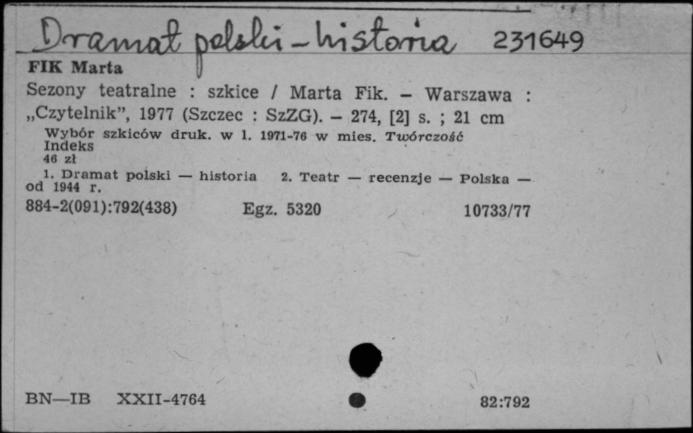 Dramat polski – historia 231649
FIK Marta
Sezony teatralne : szkice / Marta Fik. – Warszawa :
„Czytelnik”, 1977 (Szczec : SzZG). – 274, [2] s. ; 21 cm
Wybór szkiców druk. w l. 1971-76 w mies. Twórczość
Indeks
46 zł
1. Dramat polski — historia 2. Teatr — recenzje — Polska —
od 1944 r.
884-2(091):792(438) Egz. 5320 10733/77
BN—IB XXII-4764 82:792